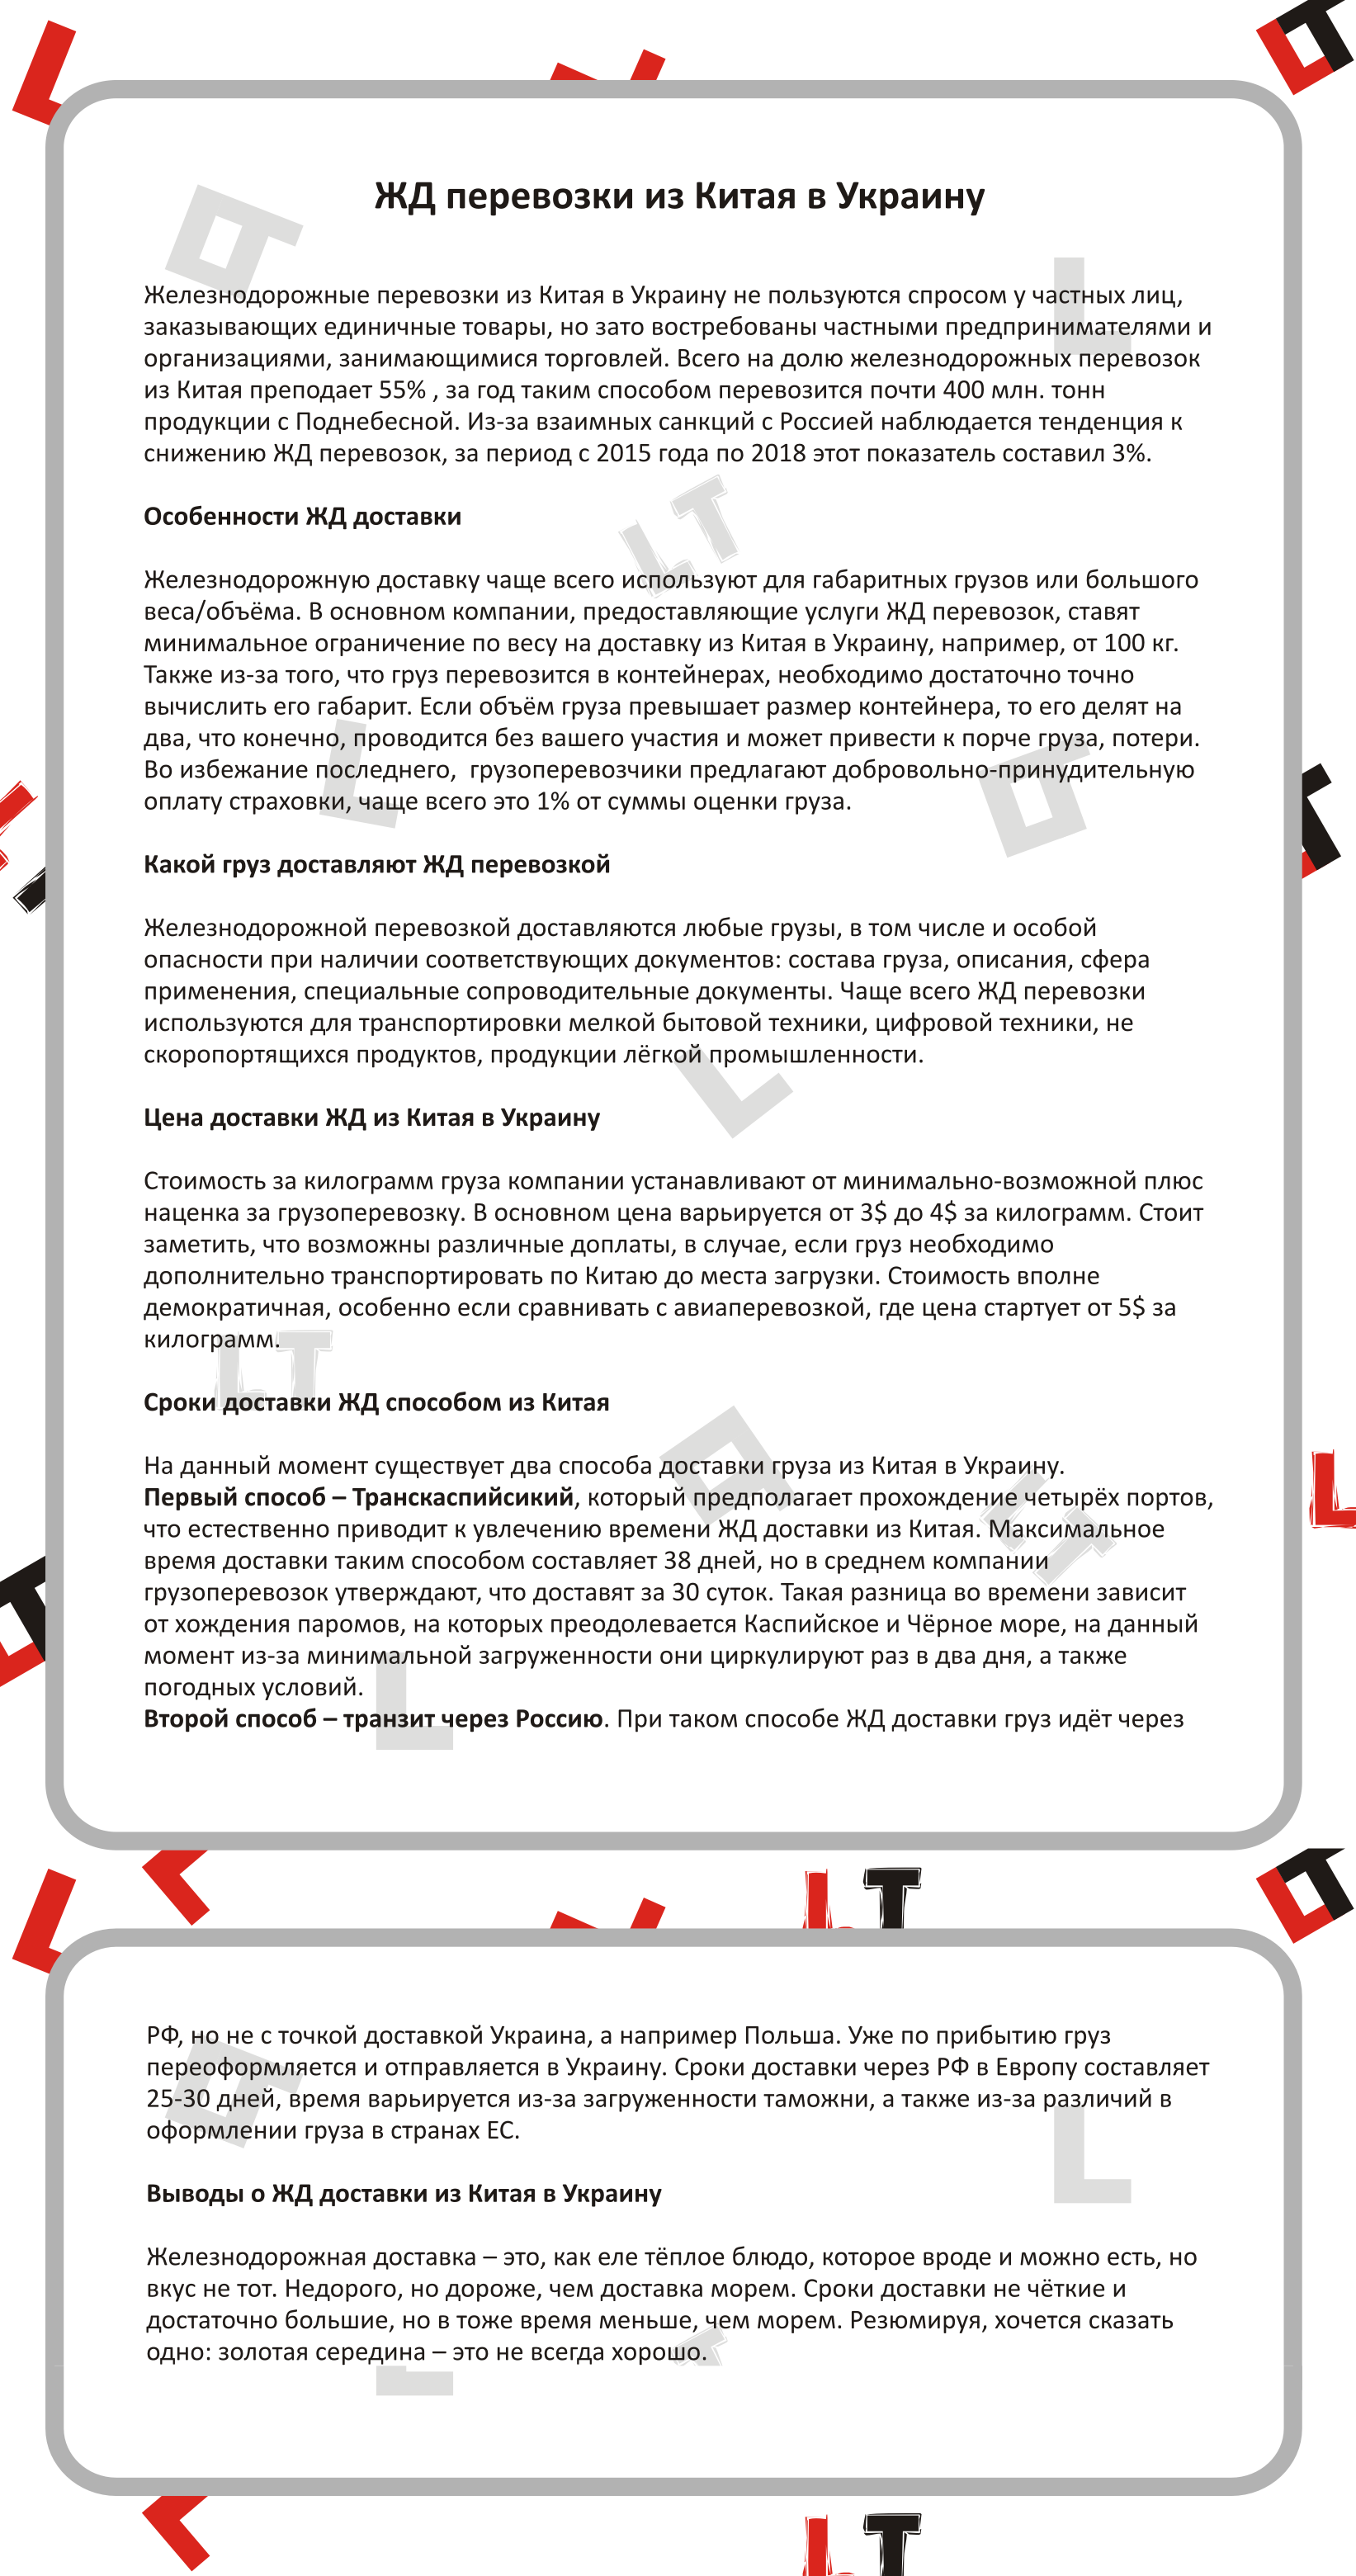 ЖД перевозки из Китая в Украину
Железнодорожные перевозки из Китая в Украину не пользуются спросом у частных лиц,
заказывающих единичные товары, но зато востребованы частными предпринимателями и
организациями, занимающимися торговлей. Всего на долю железнодорожных перевозок
из Китая преподает 55% , за год таким способом перевозится почти 400 млн. тонн
продукции с Поднебесной. Из-за взаимных санкций с Россией наблюдается тенденция к
снижению ЖД перевозок, за период с 2015 года по 2018 этот показатель составил 3%.
Особенности ЖД доставки
Железнодорожную доставку чаще всего используют для габаритных грузов или большого
веса/объёма. В основном компании, предоставляющие услуги ЖД перевозок, ставят
минимальное ограничение по весу на доставку из Китая в Украину, например, от 100 кг.
Также из-за того, что груз перевозится в контейнерах, необходимо достаточно точно
вычислить его габарит. Если объём груза превышает размер контейнера, то его делят на
два, что конечно, проводится без вашего участия и может привести к порче груза, потери.
Во избежание последнего,  грузоперевозчики предлагают добровольно-принудительную
оплату страховки, чаще всего это 1% от суммы оценки груза.
Какой груз доставляют ЖД перевозкой
Железнодорожной перевозкой доставляются любые грузы, в том числе и особой
опасности при наличии соответствующих документов: состава груза, описания, сфера
применения, специальные сопроводительные документы. Чаще всего ЖД перевозки
используются для транспортировки мелкой бытовой техники, цифровой техники, не
скоропортящихся продуктов, продукции лёгкой промышленности.
Цена доставки ЖД из Китая в Украину
Стоимость за килограмм груза компании устанавливают от минимально-возможной плюс
наценка за грузоперевозку. В основном цена варьируется от 3$ до 4$ за килограмм. Стоит
заметить, что возможны различные доплаты, в случае, если груз необходимо
дополнительно транспортировать по Китаю до места загрузки. Стоимость вполне
демократичная, особенно если сравнивать с авиаперевозкой, где цена стартует от 5$ за
килограмм.
Сроки доставки ЖД способом из Китая
На данный момент существует два способа доставки груза из Китая в Украину.
Первый способ – Транскаспийсикий, который предполагает прохождение четырёх портов,
что естественно приводит к увлечению времени ЖД доставки из Китая. Максимальное
время доставки таким способом составляет 38 дней, но в среднем компании
грузоперевозок утверждают, что доставят за 30 суток. Такая разница во времени зависит
от хождения паромов, на которых преодолевается Каспийское и Чёрное море, на данный
момент из-за минимальной загруженности они циркулируют раз в два дня, а также
погодных условий.
Второй способ – транзит через Россию. При таком способе ЖД доставки груз идёт через
РФ, но не с точкой доставкой Украина, а например Польша. Уже по прибытию груз
переоформляется и отправляется в Украину. Сроки доставки через РФ в Европу составляет
25-30 дней, время варьируется из-за загруженности таможни, а также из-за различий в
оформлении груза в странах ЕС.
Выводы о ЖД доставки из Китая в Украину
Железнодорожная доставка – это, как еле тёплое блюдо, которое вроде и можно есть, но
вкус не тот. Недорого, но дороже, чем доставка морем. Сроки доставки не чёткие и
достаточно большие, но в тоже время меньше, чем морем. Резюмируя, хочется сказать
одно: золотая середина – это не всегда хорошо.